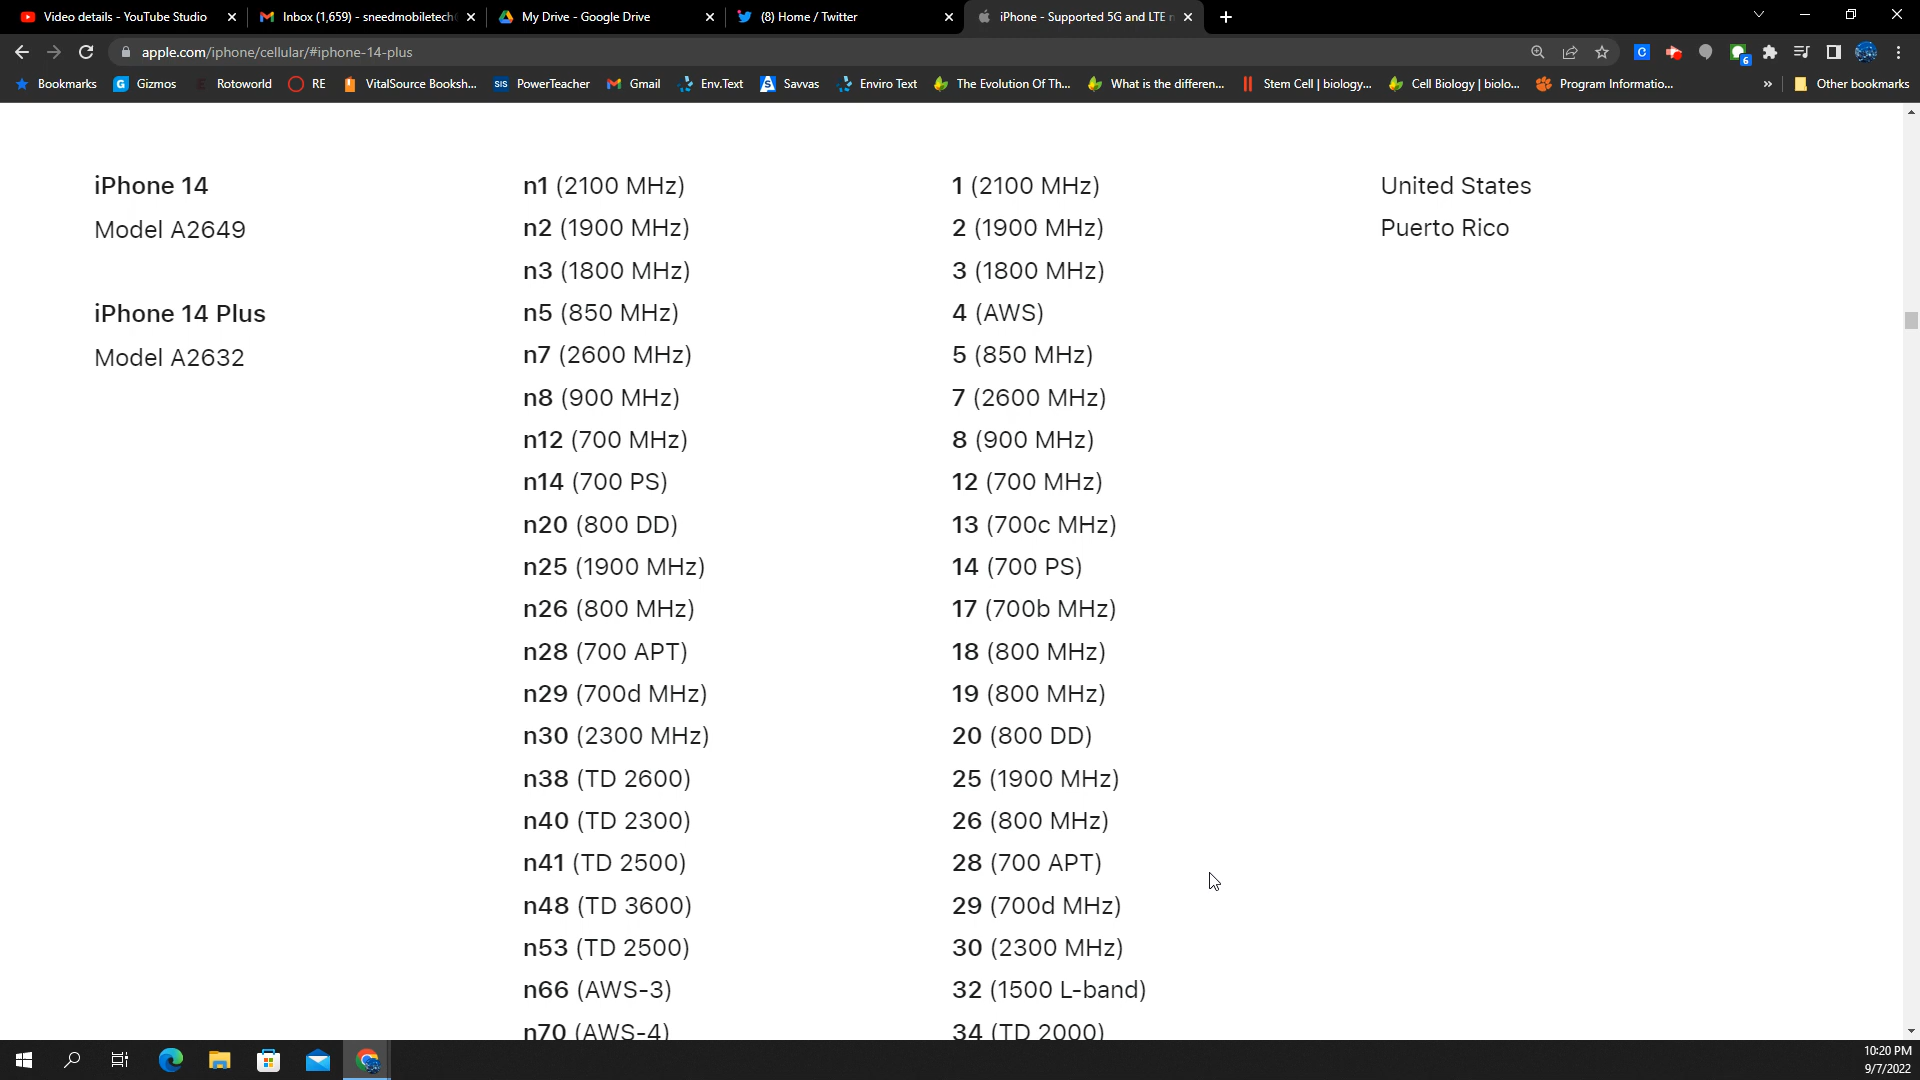 Video details - YouTube Studio
Inbox (1,659) - sneedmobiletech
My Drive - Google Drive
(8) Home / Twitter
iPhone - Supported 5G and LTE
apple.com/iphone/cellular/#iphone-14-plus
6
Bookmarks
Gizmos
Rotoworld
RE
VitalSource Booksh...
SIS PowerTeacher
Gmail
Env.Text
Savvas
Enviro Text
The Evolution Of Th...
What is the differen...
Stem Cell | biology...
Cell Biology | biolo...
Program Informatio...
»
Other bookmarks
iPhone 14
Model A2649
iPhone 14 Plus
Model A2632
n1 (2100 MHz)
n2 (1900 MHz)
n3 (1800 MHz)
n5 (850 MHz)
n7 (2600 MHz)
n8 (900 MHz)
n12 (700 MHz)
n14 (700 PS)
n20 (800 DD)
n25 (1900 MHz)
n26 (800 MHz)
n28 (700 APT)
n29 (700d MHz)
n30 (2300 MHz)
n38 (TD 2600)
n40 (TD 2300)
n41 (TD 2500)
n48 (TD 3600)
n53 (TD 2500)
n66 (AWS-3)
n70 (AWS-4)
1 (2100 MHz)
2 (1900 MHz)
3 (1800 MHz)
4 (AWS)
5 (850 MHz)
7 (2600 MHz)
8 (900 MHz)
12 (700 MHz)
13 (700c MHz)
14 (700 PS)
17 (700b MHz)
18 (800 MHz)
19 (800 MHz)
20 (800 DD)
25 (1900 MHz)
26 (800 MHz)
28 (700 APT)
29 (700d MHz)
30 (2300 MHz)
32 (1500 L-band)
34 (TD 2000)
United States
Puerto Rico
10:20 PM
9/7/2022